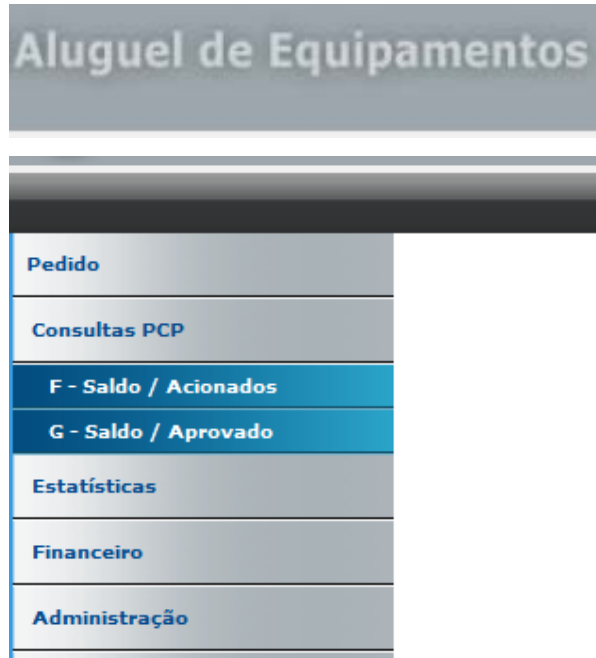 Aluguel de Equipamentos
Pedido
Consultas PCP
F - Saldo / Acionados
G - Saldo / Aprovado
Estatísticas
Financeiro
Administração